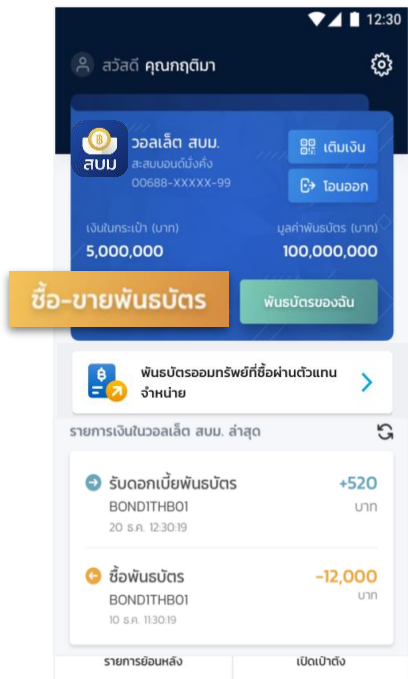 12:30
สวัสดี คุณกฤติมา
สบม
วอลเล็ต สบม.
สะสมบอนด์มั่งคั่ง
00688-XXXXX-99
เติมเงิน
โอนออก
เงินในกระเป๋า (บาท)
มูลค่าพันธบัตร (บาท)
5,000,000
100,000,000
ซื้อ-ขายพันธบัตร
พันธบัตรของฉัน
พันธบัตรออมทรัพย์ที่ซื้อผ่านตัวแทน
จำหน่าย
รายการเงินในวอลเล็ต สบม. ล่าสุด
รับดอกเบี้ยพันธบัตร
+520
BOND1THB01
บาท
20 ธ.ค. 12:30:19
ซื้อพันธบัตร
-12,000
BOND1THB01
บาท
10 ธ.ค. 11:30:19
รายการย้อนหลัง
เปิดเป๋าตัง